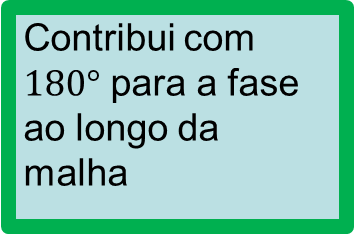 Contribui com
180° para a fase
ao longo da
malha